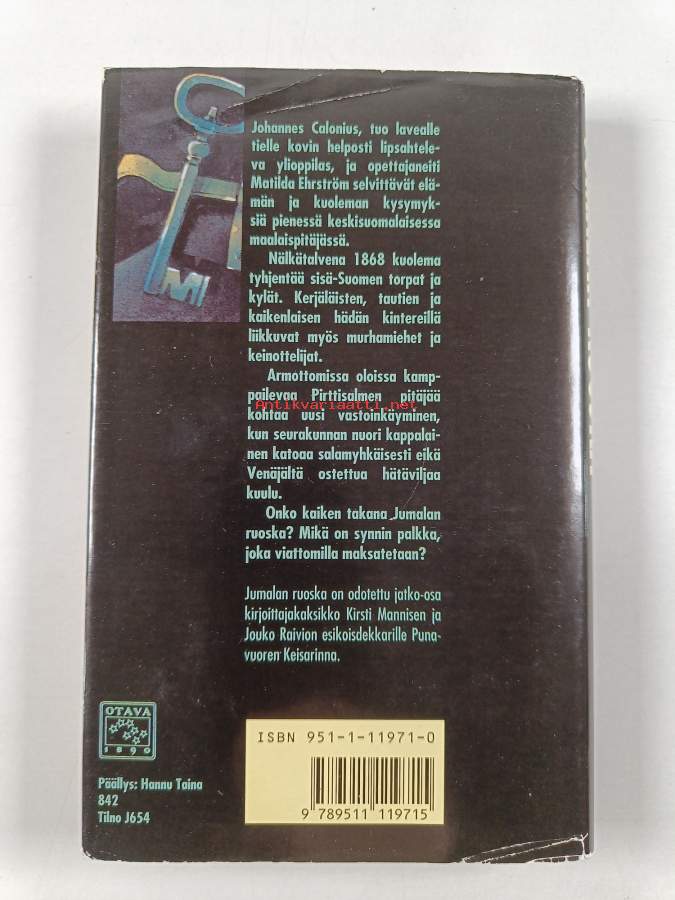 Johannes Calonius, tuo lavealle
tielle kovin helposti lipsahtele-
va ylioppilas, ja opettajaneiti
Matilda Ehrström selvittävät elä-
män ja kuoleman kysymyk-
siä pienessä keskisuomalaisessa
maalaispitäjässä.
Nälkätalvena 1868 kuolema
tyhjentää sisä-Suomen torpat ja
kylät. Kerjäläisten, tautien ja
kaikenlaisen hädän kintereillä
liikkuvat myös murhamiehet ja
keinottelijat.
Armottomissa oloissa kamp-
pailevaa Pirttisalmen pitäjää
Antikvariaatti.net
kohtaa uusi vastoinkäyminen,
kun seurakunnan nuori kappalai-
nen katoaa salamyhkäisesti eikä
Venäjältä ostettua hätäviljaa
kuulu.
Onko kaiken takana Jumalan
ruoska? Mikä on synnin palkka,
joka viattomilla maksatetaan?
Jumalan ruoska on odotettu jatko-osa
kirjoittajakaksikko Kirsti Mannisen ja
Jouko Raivion esikoisdekkarille Puna-
vuoren Keisarinna.
OTAVA
1890
ISBN 951-1-11971-0
9 789511 119715
Päällys: Hannu Taina
842
Tilno J654